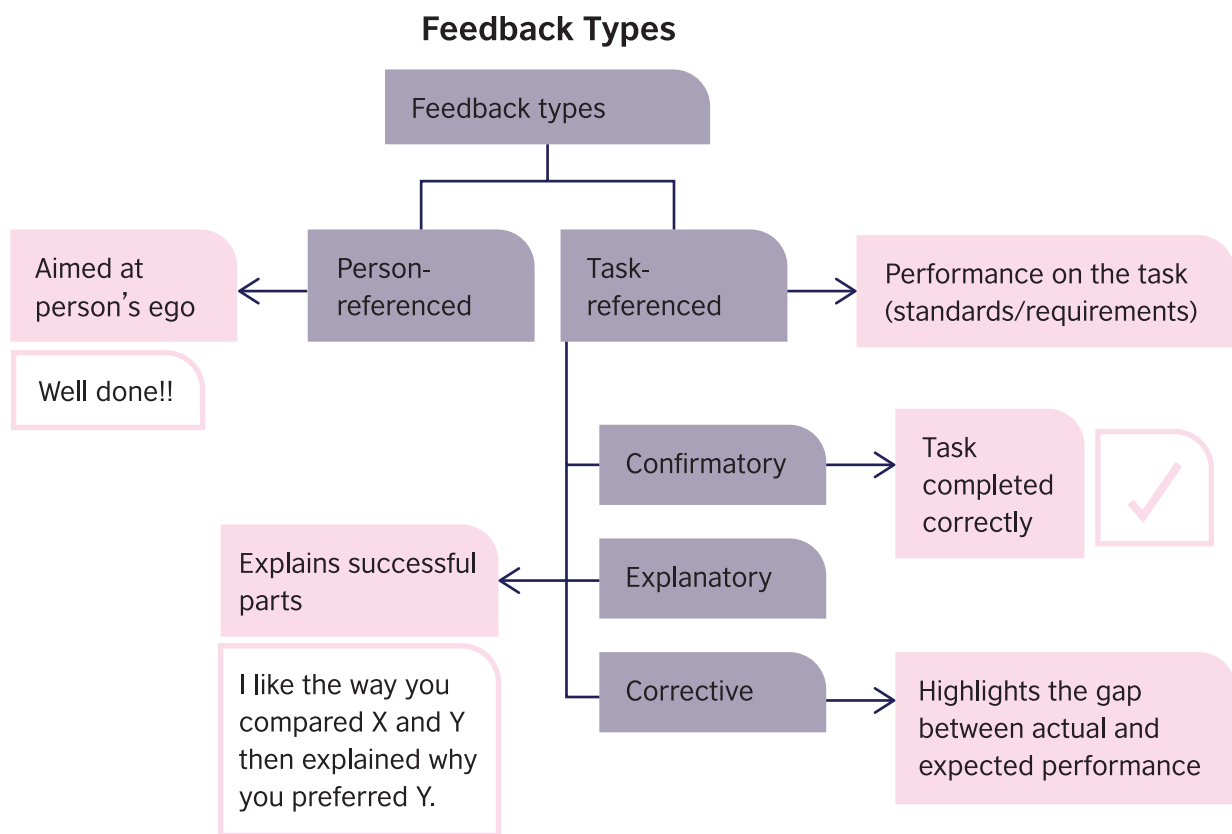 Feedback Types
Feedback types
Aimed at
person’s ego
Well done!!
Person-
referenced
Task-
referenced
Performance on the task
(standards/requirements)
Confirmatory
Task
completed
correctly
Explanatory
Explains successful
parts
I like the way you
compared X and Y
then explained why
you preferred Y.
Corrective
Highlights the gap
between actual and
expected performance